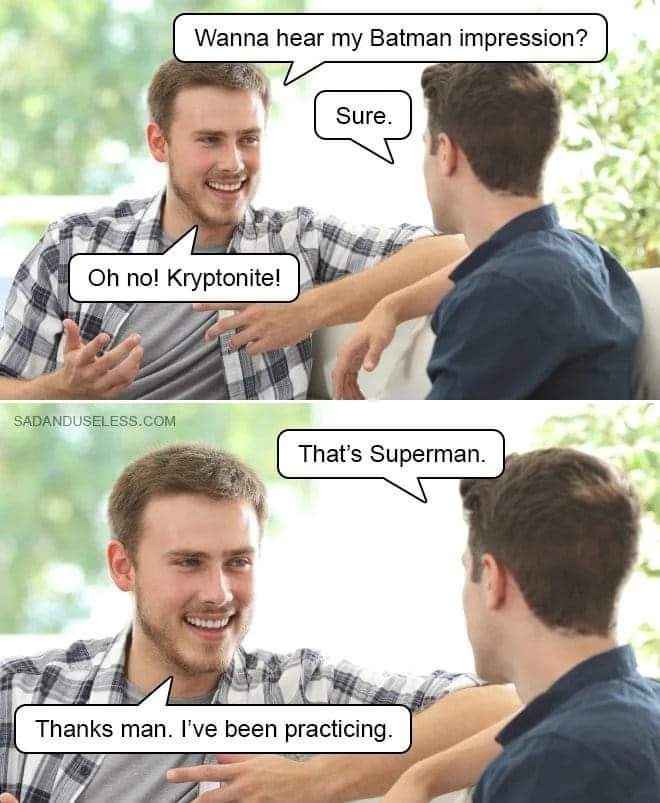 Wanna hear my Batman impression?
Sure.
Oh no! Kryptonite!
SADANDUSELESS.COM
That's Superman.
Thanks man. I've been practicing.